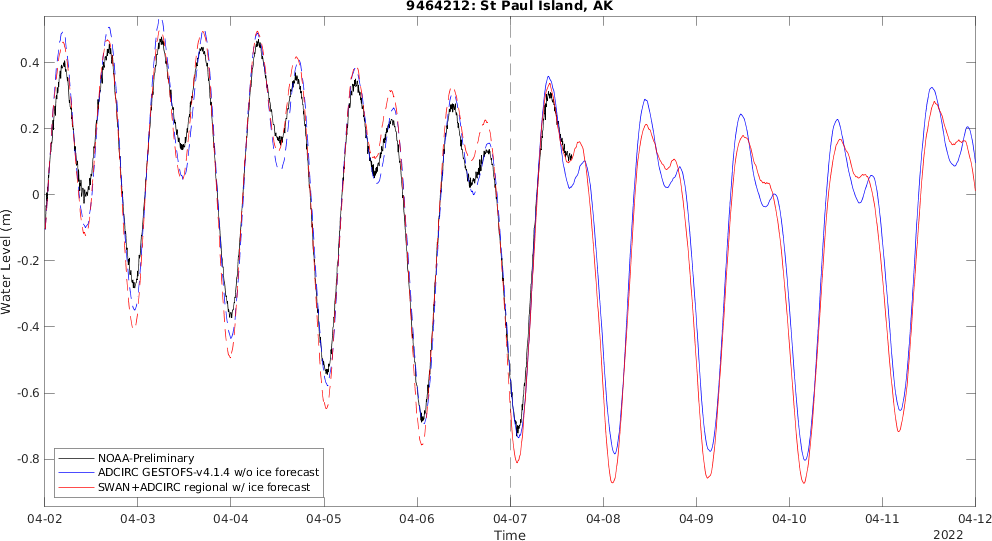 9464212: St Paul Island, AK
Water Level (m)
0.4
0.2
0
-0.2
-0.4
-0.6
-0.8
NOAA-Preliminary
ADCIRC GESTOFS-v4.1.4 w/o ice forecast
SWAN+ADCIRC regional w/ ice forecast
04-02 04-03 04-04 04-05 04-06 04-07 04-08 04-09 04-10 04-11 04-12
Time
2022